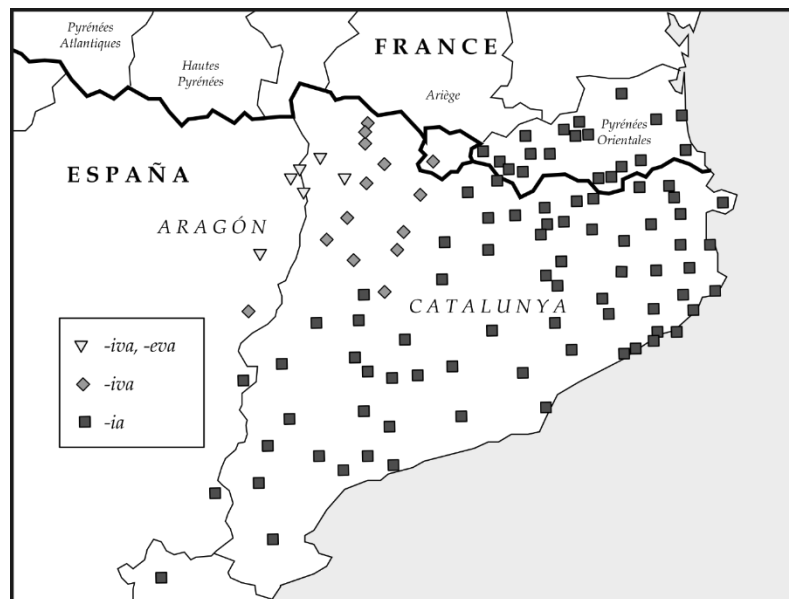 Pyrénées
Atlantiques
Hautes
Pyrénées
FRANCE
Ariège
Pyrénées
Orientales
ESPAÑA
ARAGÓN
CATALUNYA
-iva, -eva
-iva
-ia